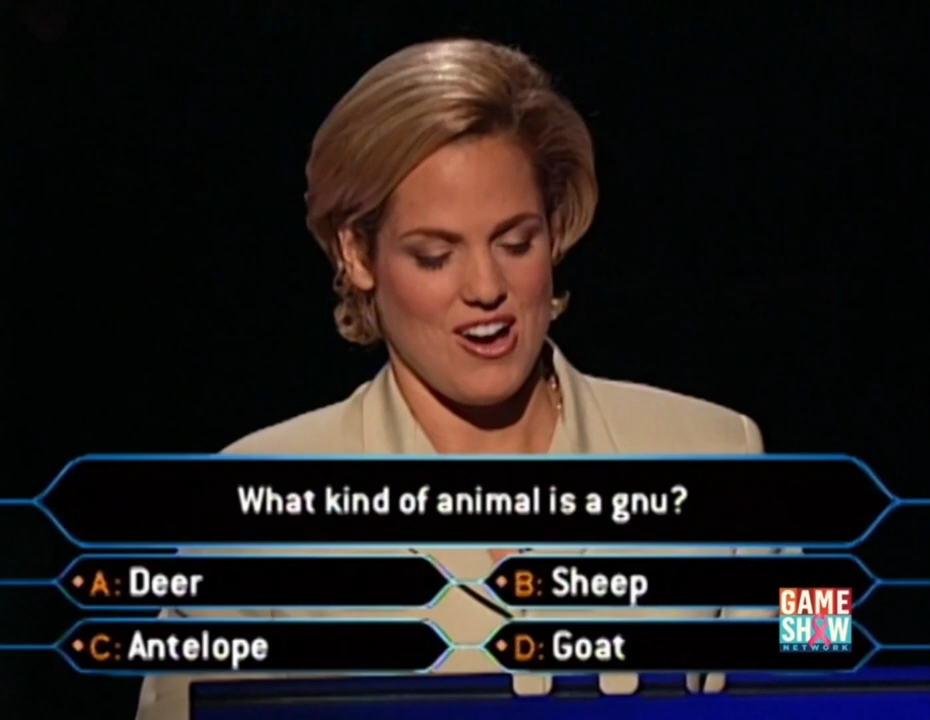 What kind of animal is a gnu?
A: Deer
B: Sheep
C: Antelope
D: Goat
GAME
SHOW
NETWORK